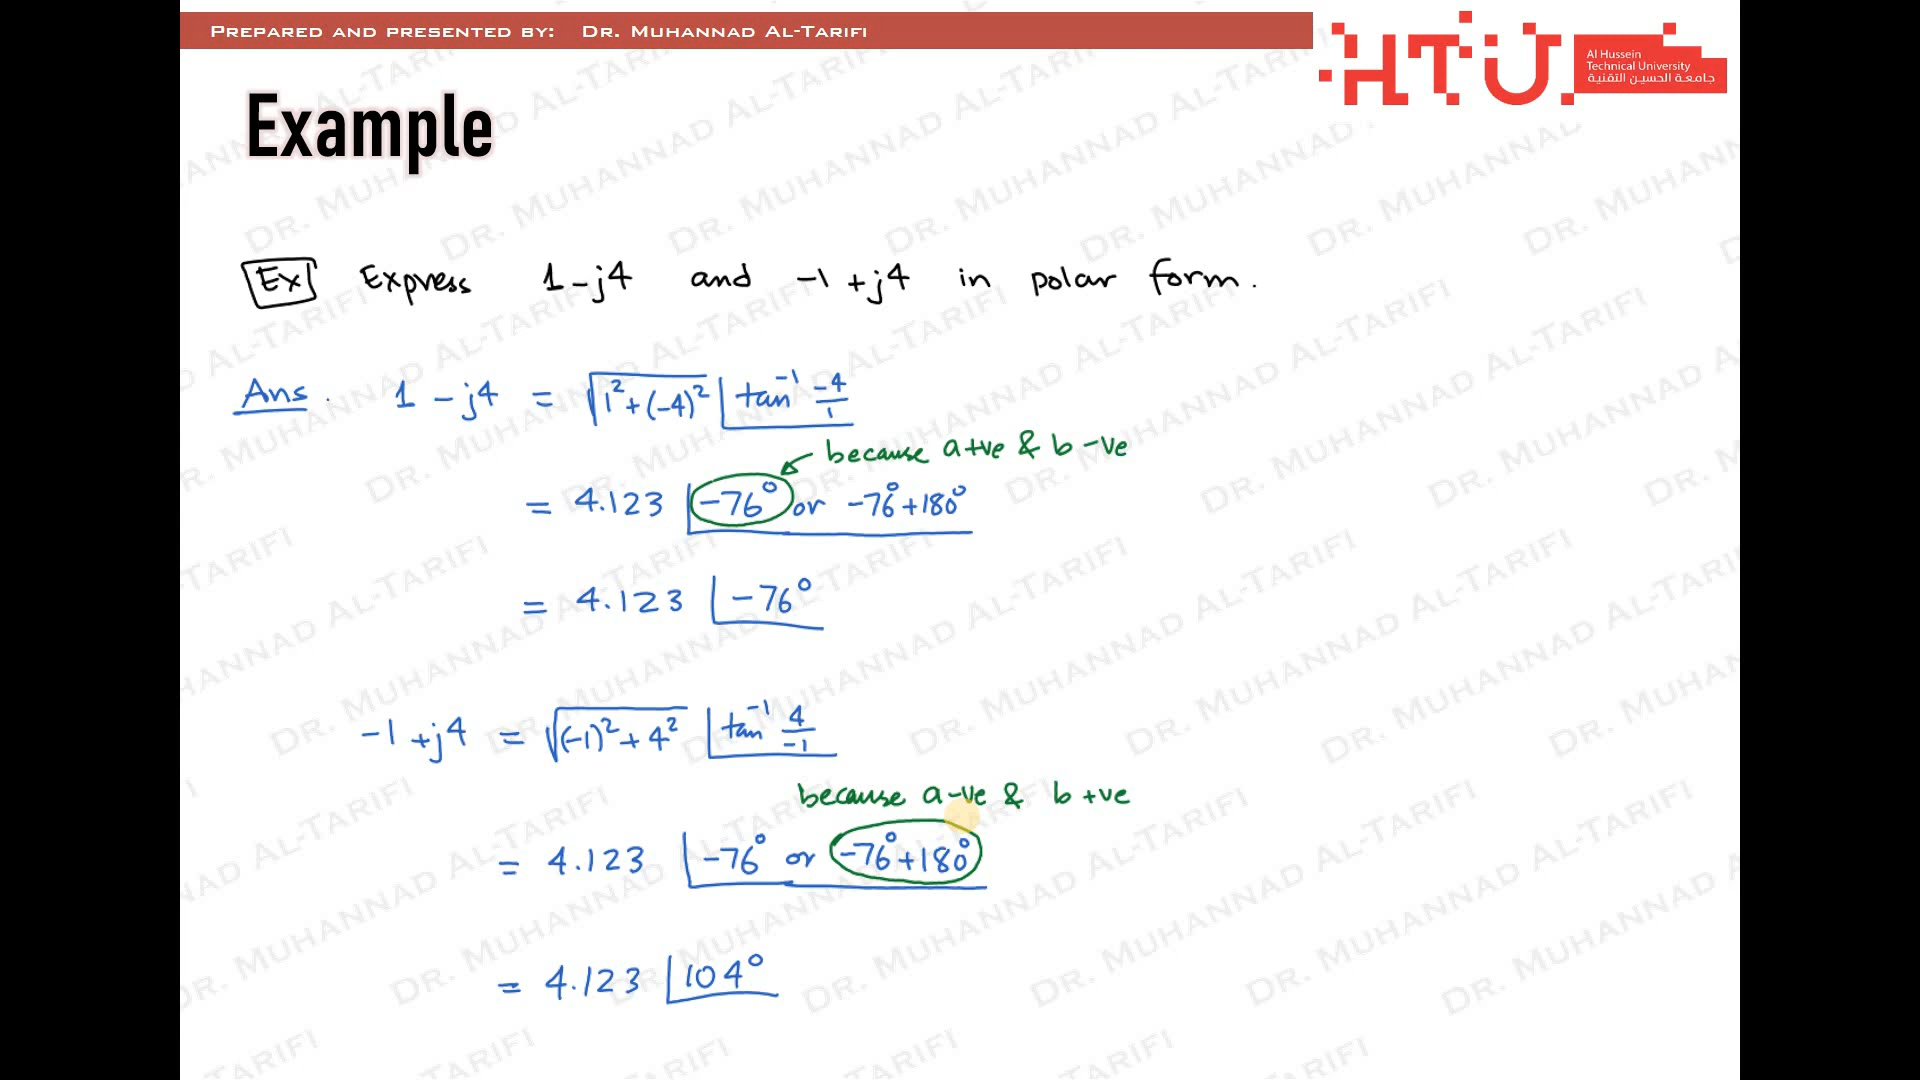 PREPARED AND PRESENTED BY: DR. MUHANNAD AL-TARIFI
Al Hussein
Technical University
جامعة الحسين التقنية
HTU
Example
Ex Express 1-j4 and -1+j4 in polar form.
Ans. 1-j4 = √(1²+(-4)²) ∠tan⁻¹ -4/1
because a+ve & b-ve
= 4.123 ∠-76° or -76°+180°
= 4.123 ∠-76°
-1+j4 = √((-1)²+4²) ∠tan⁻¹ 4/-1
because a-ve & b+ve
= 4.123 ∠-76° or -76°+180°
= 4.123 ∠104°